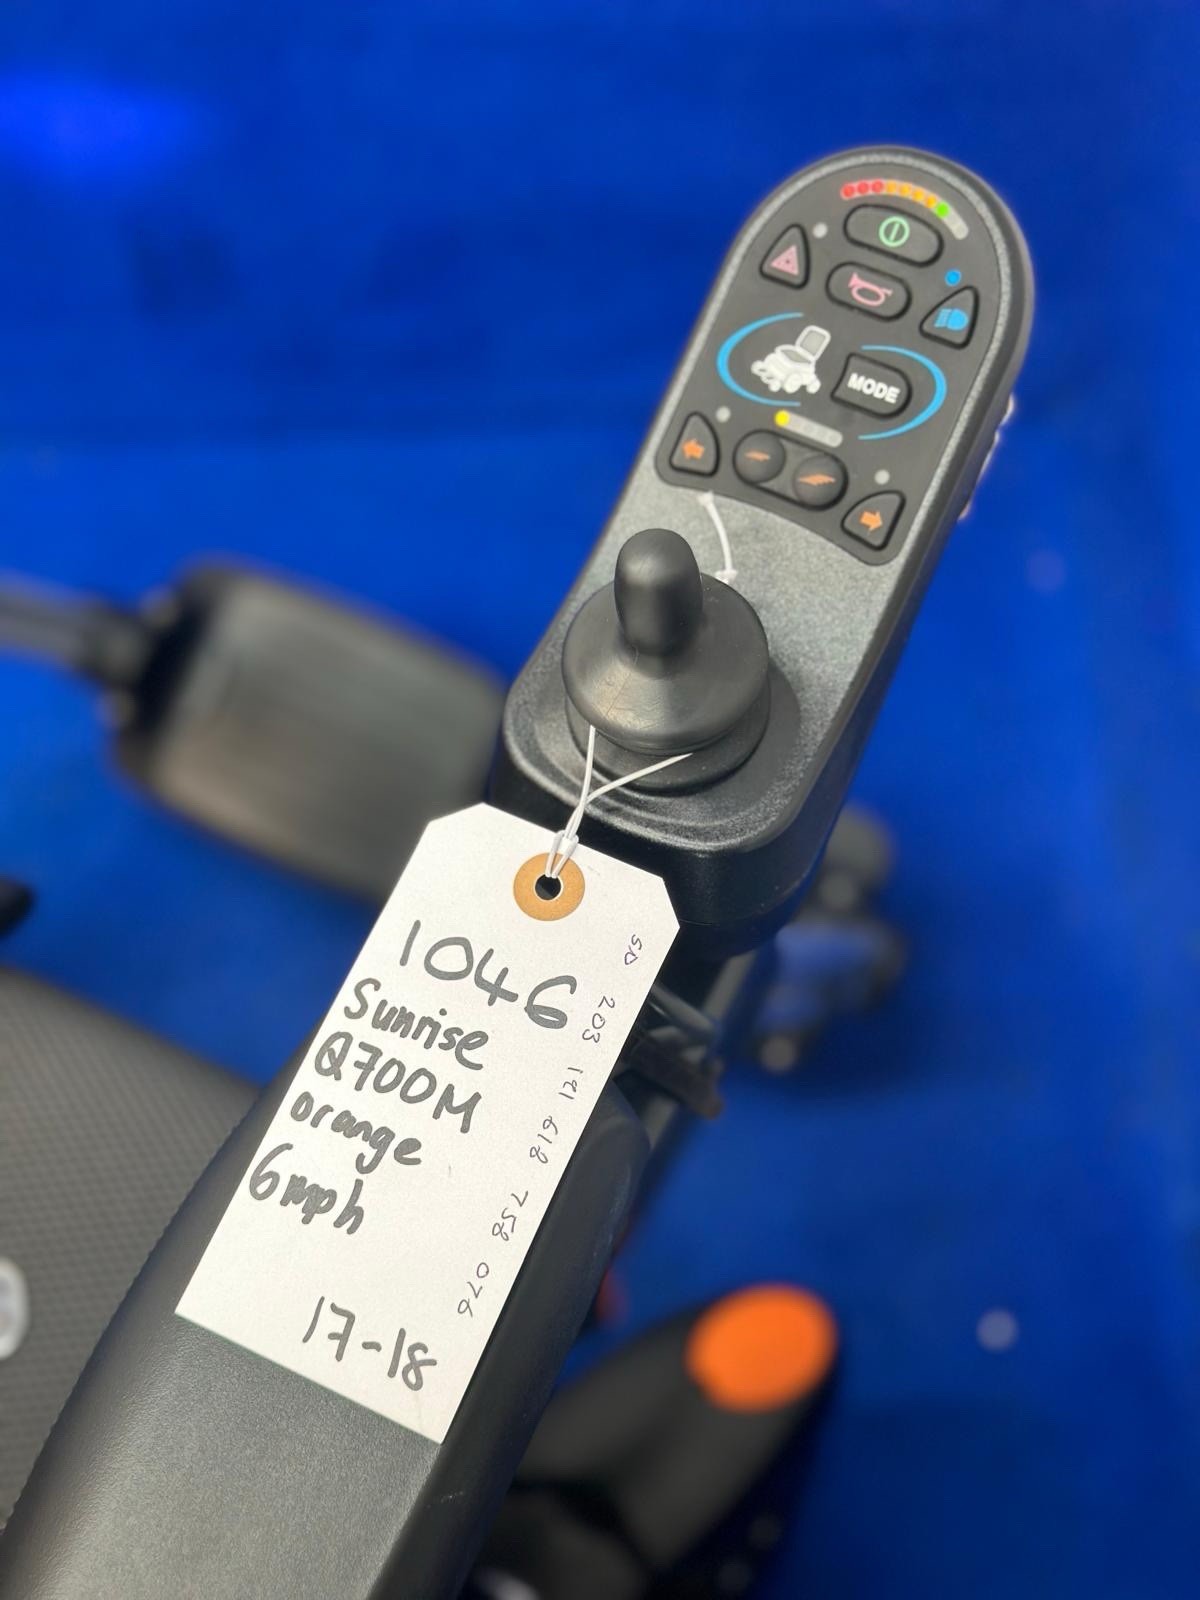 MODE
1046
Sunrise
Q700M
orange
6mph
17-18
SD 203 121 618 758 076